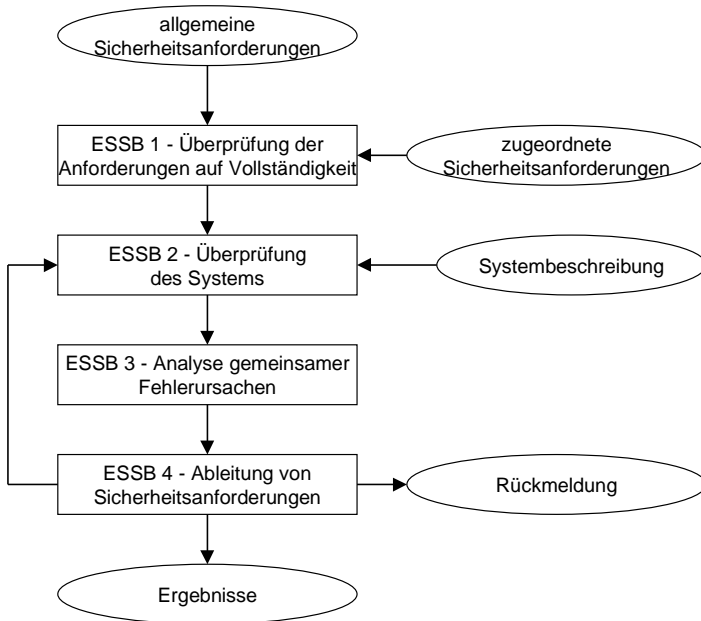 allgemeine
Sicherheitsanforderungen
ESSB 1 - Überprüfung der
Anforderungen auf Vollständigkeit
zugeordnete
Sicherheitsanforderungen
ESSB 2 - Überprüfung
des Systems
Systembeschreibung
ESSB 3 - Analyse gemeinsamer
Fehlerursachen
ESSB 4 - Ableitung von
Sicherheitsanforderungen
Rückmeldung
Ergebnisse